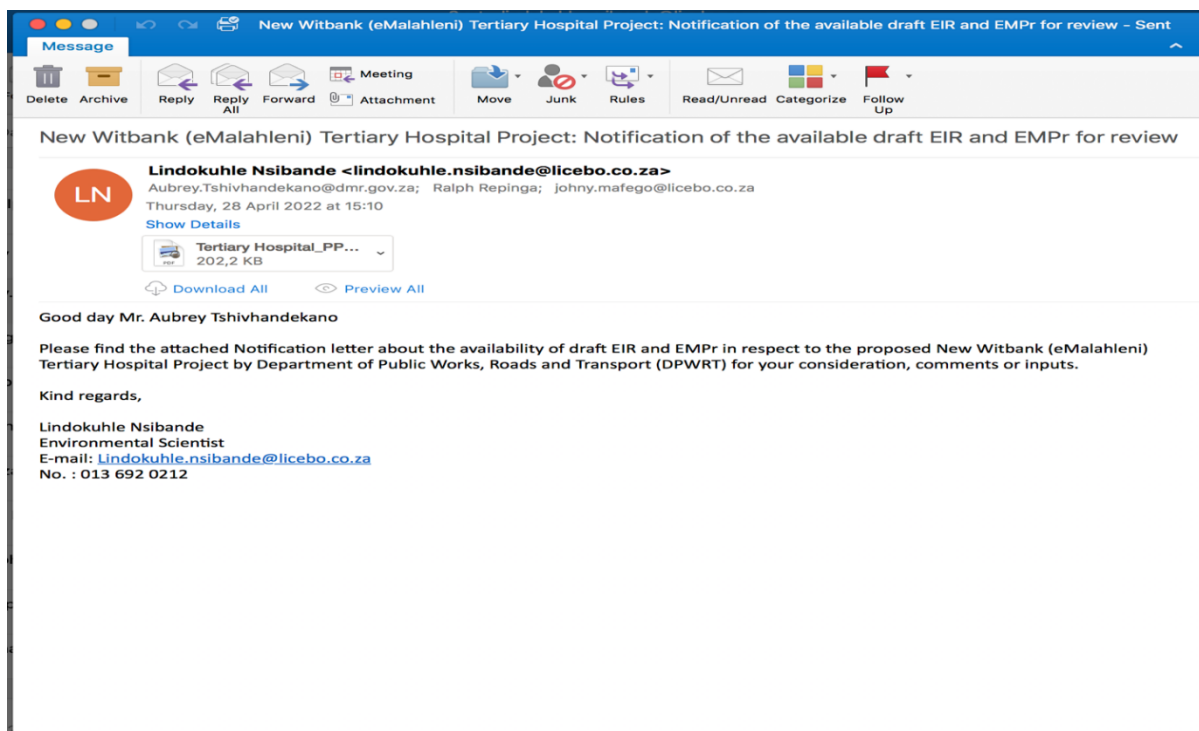 New Witbank (eMalahleni) Tertiary Hospital Project: Notification of the available draft EIR and EMPr for review – Sent
Message
Delete Archive Reply Reply All Forward Meeting Attachment Move Junk Rules Read/Unread Categorize Follow Up
New Witbank (eMalahleni) Tertiary Hospital Project: Notification of the available draft EIR and EMPr for review
LN
Lindokuhle Nsibande <lindokuhle.nsibande@licebo.co.za>
Aubrey.Tshivhandekano@dmr.gov.za; Ralph Repinga; johny.mafego@licebo.co.za
Thursday, 28 April 2022 at 15:10
Show Details
Tertiary Hospital_PP...
PDF
202,2 KB
Download All Preview All
Good day Mr. Aubrey Tshivhandekano
Please find the attached Notification letter about the availability of draft EIR and EMPr in respect to the proposed New Witbank (eMalahleni)
Tertiary Hospital Project by Department of Public Works, Roads and Transport (DPWRT) for your consideration, comments or inputs.
Kind regards,
Lindokuhle Nsibande
Environmental Scientist
E-mail: Lindokuhle.nsibande@licebo.co.za
No. : 013 692 0212